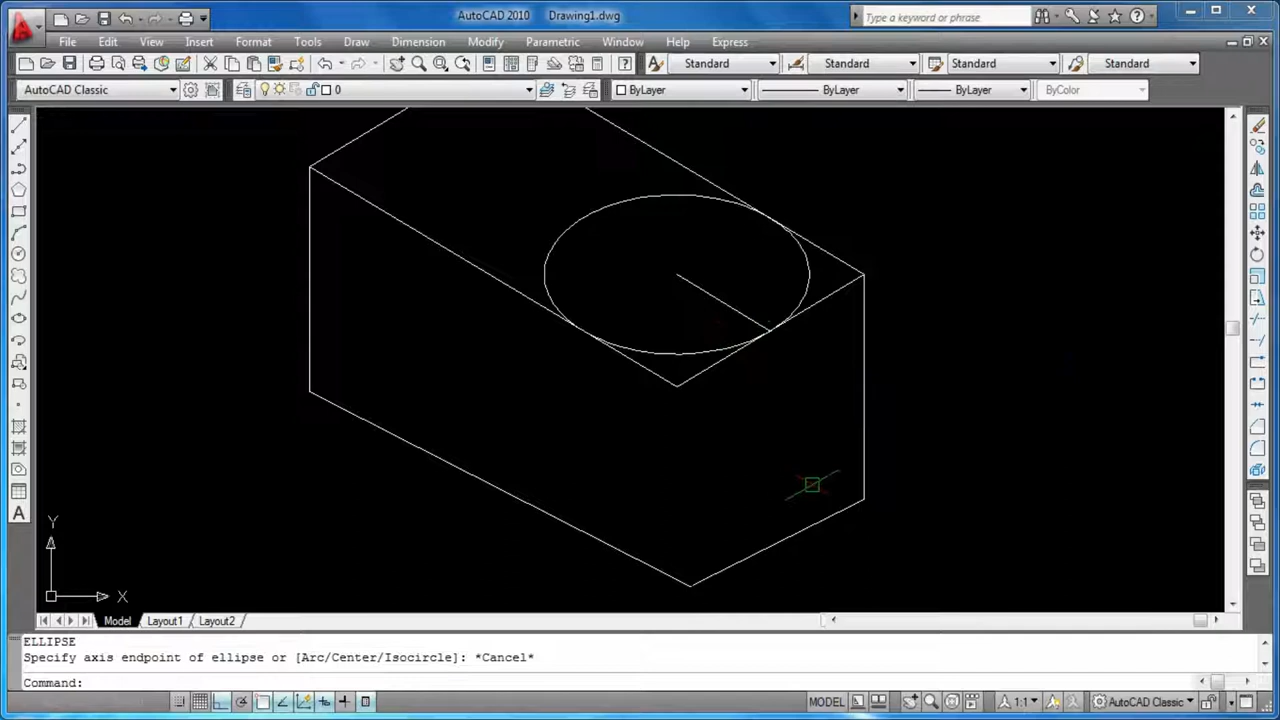 AutoCAD 2010 Drawing1.dwg
Type a keyword or phrase
File Edit View Insert Format Tools Draw Dimension Modify Parametric Window Help Express
Standard Standard Standard Standard
AutoCAD Classic 0 ByLayer ByLayer ByLayer ByColor
A
Y
X
Model Layout1 Layout2
ELLIPSE
Specify axis endpoint of ellipse or [Arc/Center/Isocircle]: *Cancel*
Command:
MODEL 1:1 AutoCAD Classic